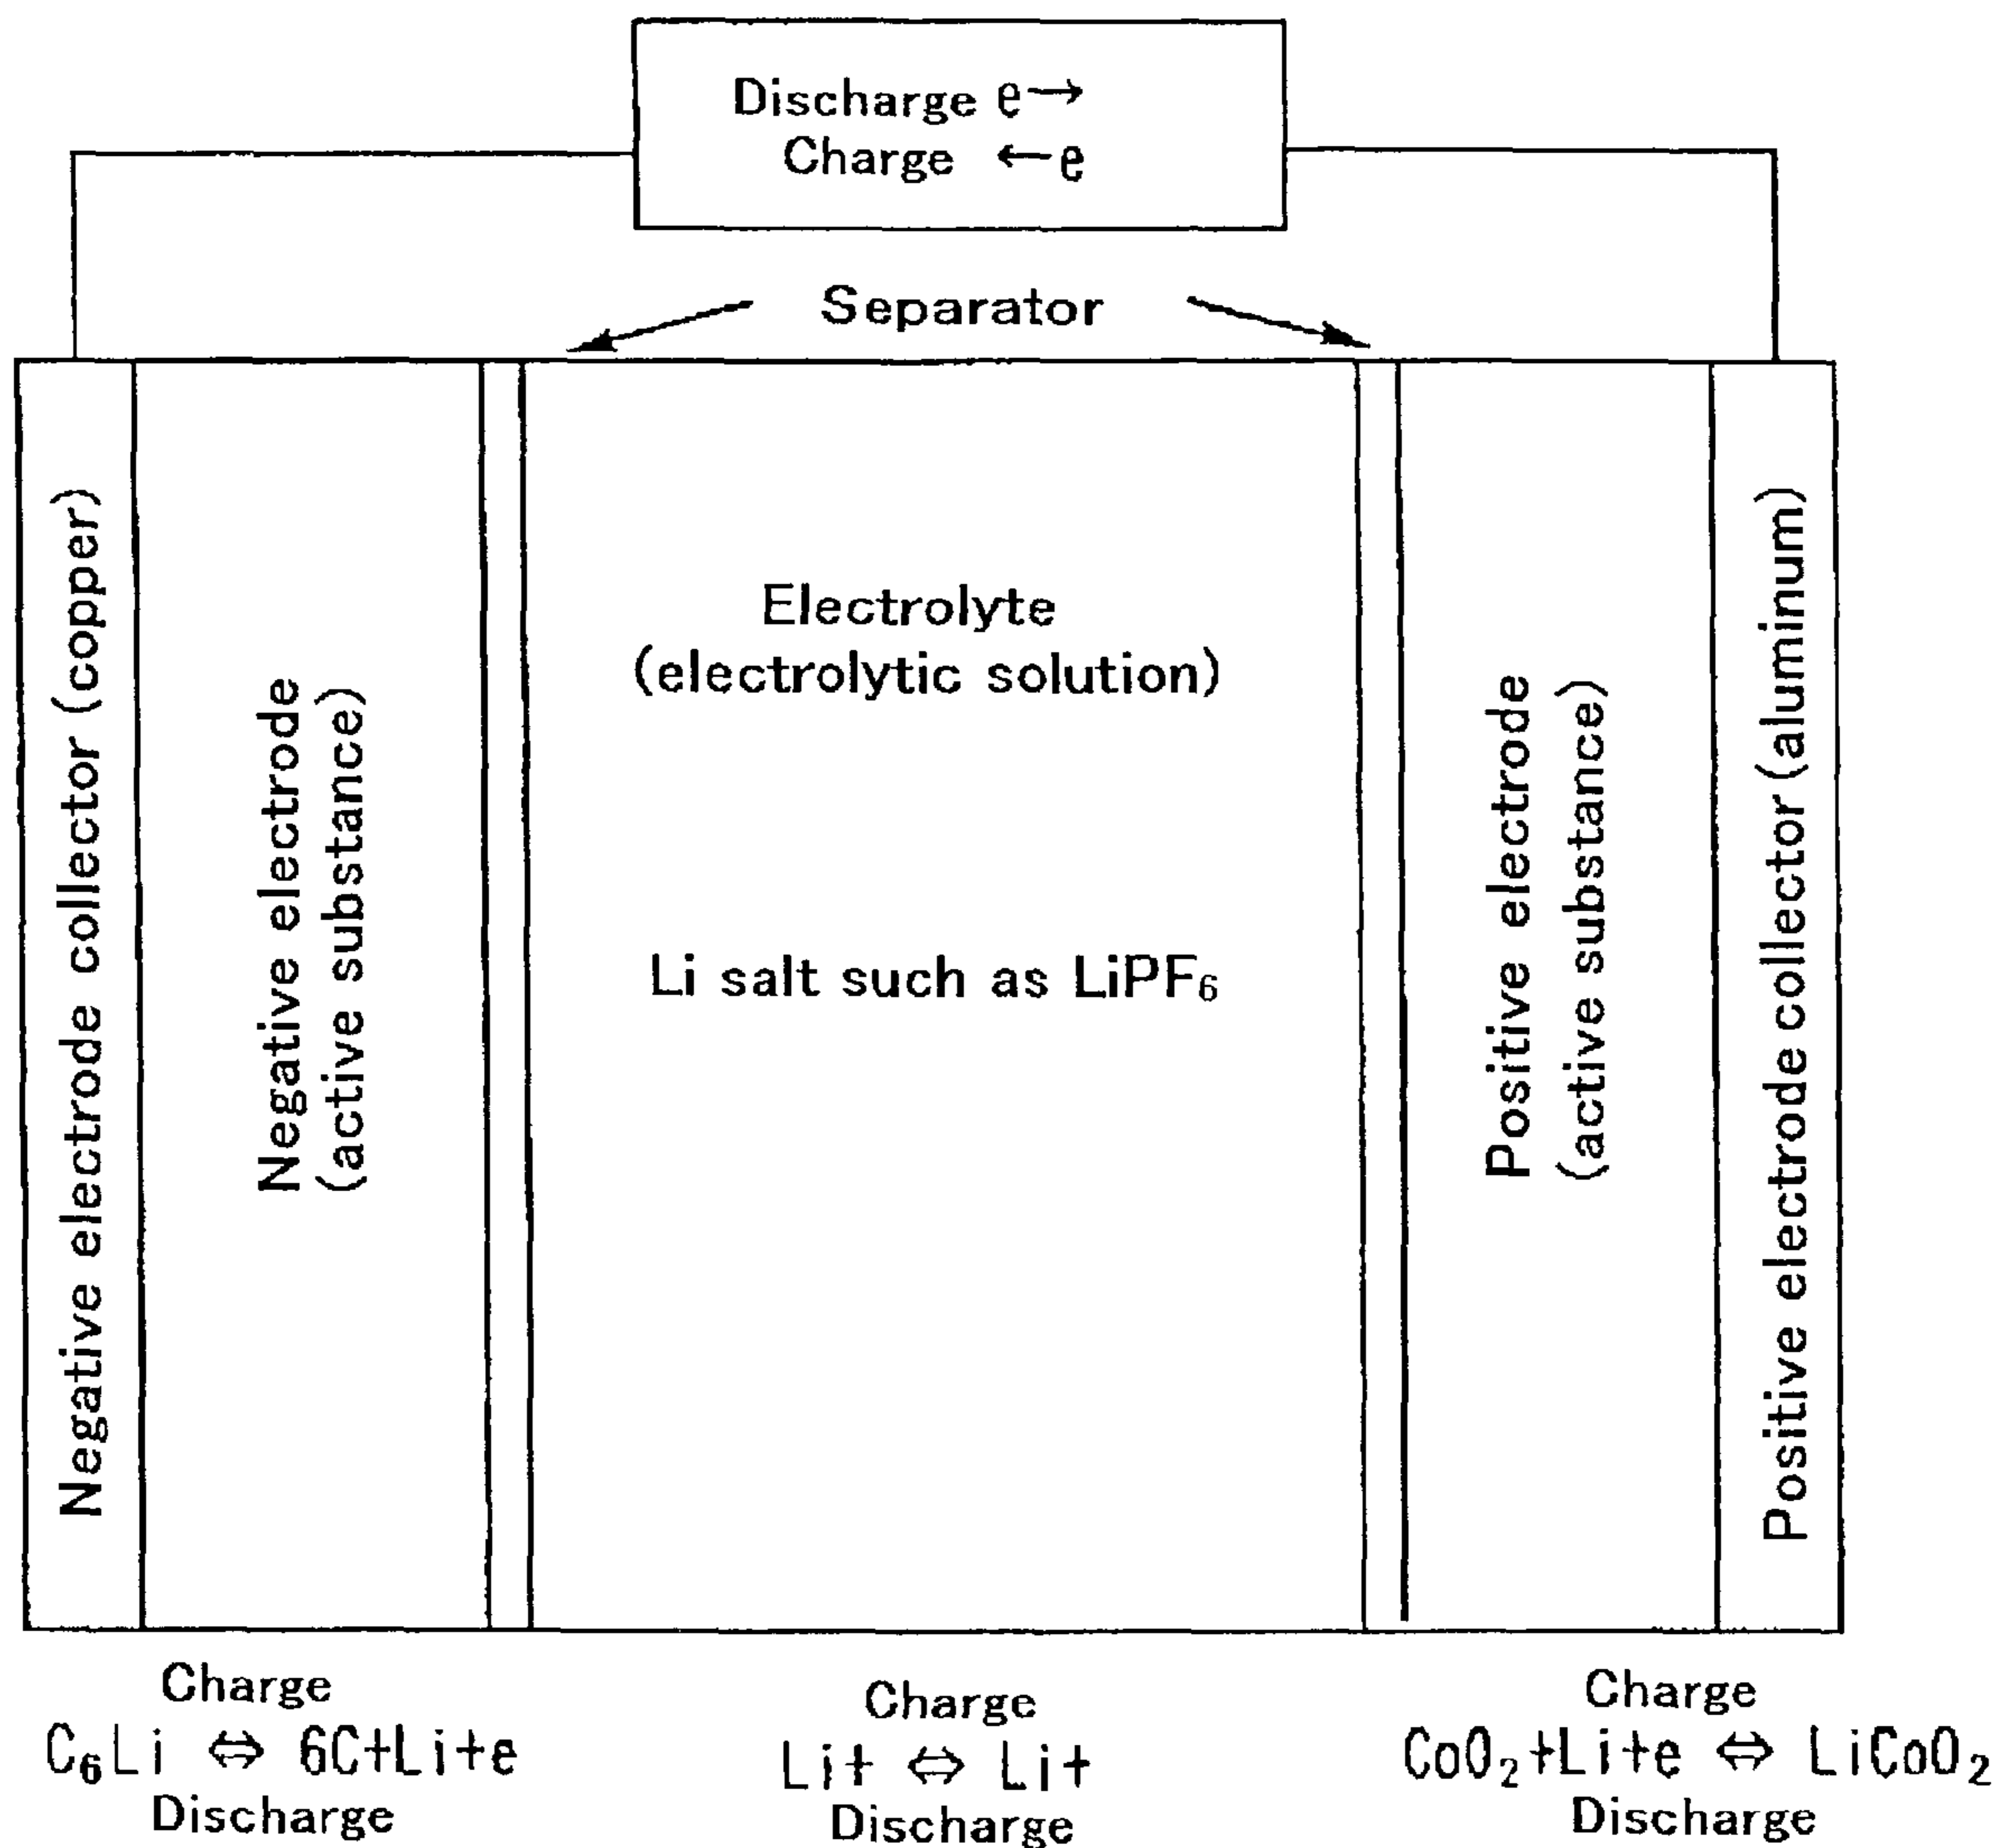 Discharge e→
Charge ←e
Separator
Negative electrode collector (copper)
Negative electrode
(active substance)
Electrolyte
(electrolytic solution)
Li salt such as LiPF₆
Positive electrode
(active substance)
Positive electrode collector (aluminum)
Charge
C₆Li ⇔ 6C+Li+e
Discharge
Charge
Li+ ⇔ Li+
Discharge
Charge
CoO₂+Li+e ⇔ LiCoO₂
Discharge